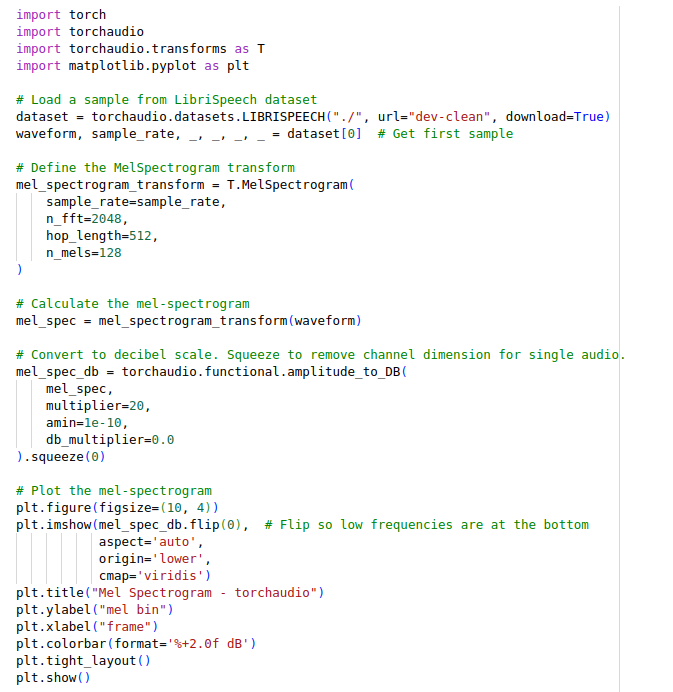 import torch
import torchaudio
import torchaudio.transforms as T
import matplotlib.pyplot as plt

# Load a sample from LibriSpeech dataset
dataset = torchaudio.datasets.LIBRISPEECH("./", url="dev-clean", download=True)
waveform, sample_rate, _, _, _, _ = dataset[0]  # Get first sample

# Define the MelSpectrogram transform
mel_spectrogram_transform = T.MelSpectrogram(
    sample_rate=sample_rate,
    n_fft=2048,
    hop_length=512,
    n_mels=128
)

# Calculate the mel-spectrogram
mel_spec = mel_spectrogram_transform(waveform)

# Convert to decibel scale. Squeeze to remove channel dimension for single audio.
mel_spec_db = torchaudio.functional.amplitude_to_DB(
    mel_spec,
    multiplier=20,
    amin=1e-10,
    db_multiplier=0.0
).squeeze(0)

# Plot the mel-spectrogram
plt.figure(figsize=(10, 4))
plt.imshow(mel_spec_db.flip(0),  # Flip so low frequencies are at the bottom
           aspect='auto',
           origin='lower',
           cmap='viridis')
plt.title("Mel Spectrogram - torchaudio")
plt.ylabel("mel bin")
plt.xlabel("frame")
plt.colorbar(format='%+2.0f dB')
plt.tight_layout()
plt.show()